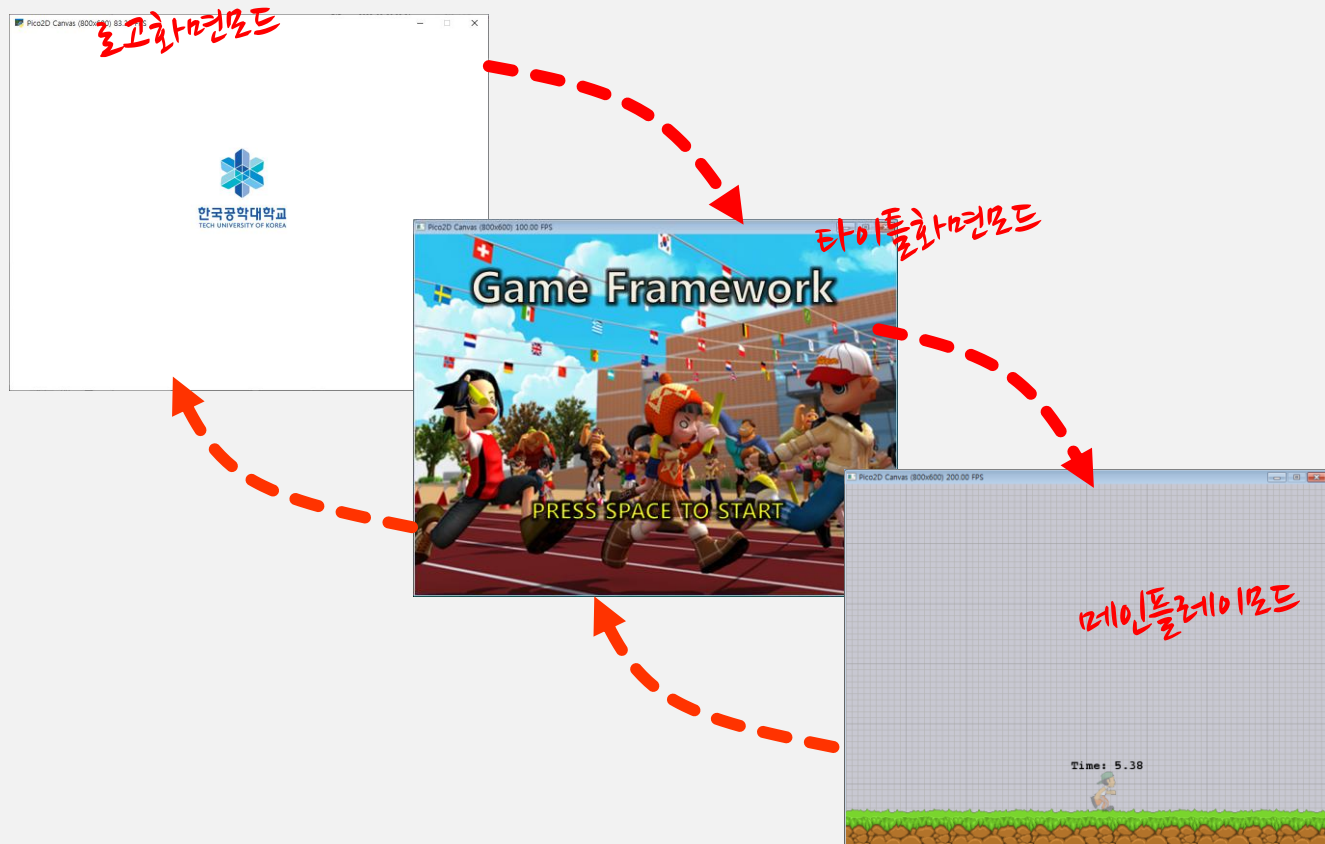 Pico2D Canvas (800x600) 83.
로고화면모드
한국공학대학교
TECH UNIVERSITY OF KOREA
Pico2D Canvas (800x600) 100.00 FPS
타이틀화면모드
Game Framework
PRESS SPACE TO START
Pico2D Canvas (800x600) 200.00 FPS
메인플레이모드
Time: 5.38